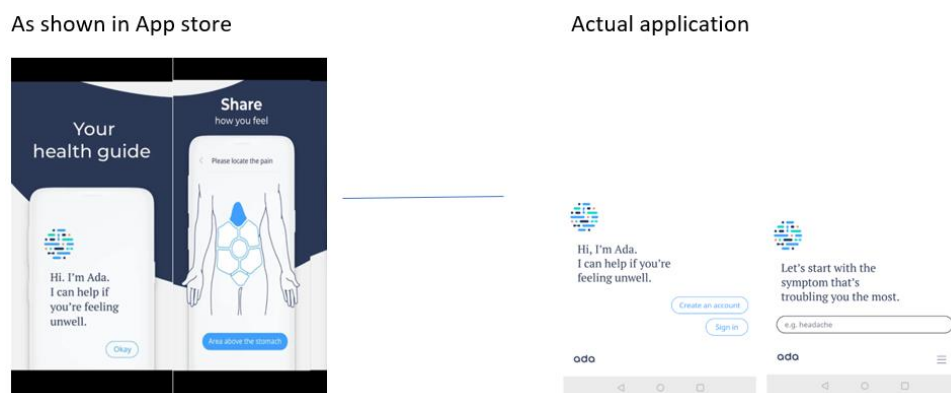 As shown in App store
Actual application
Your
health guide
Hi. I'm Ada.
I can help if
you're feeling
unwell.
Okay
Share
how you feel
Please locate the pain
Area above the stomach
Hi, I'm Ada.
I can help if you're
feeling unwell.
Create an account
Sign in
ada
Let's start with the
symptom that's
troubling you the most.
e.g. headache
ada